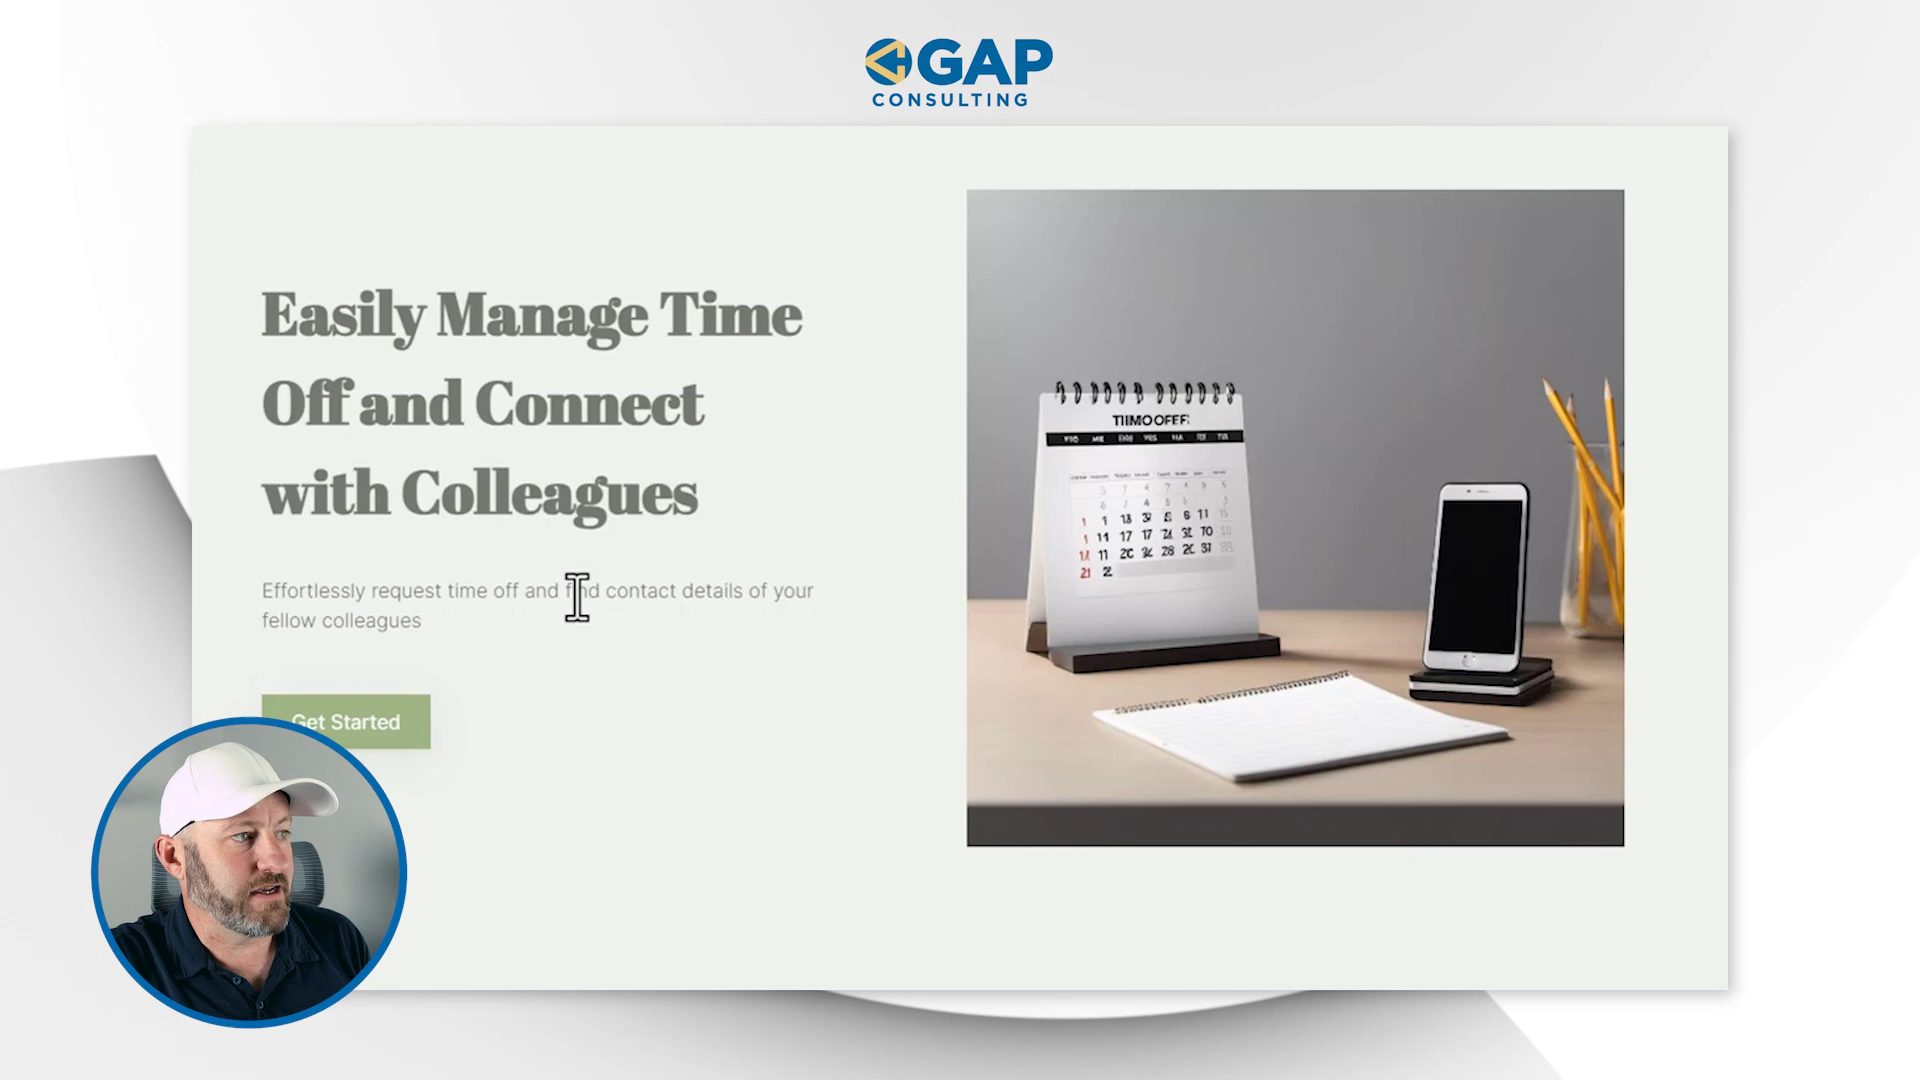 GAP
CONSULTING
Easily Manage Time
Off and Connect
with Colleagues
Effortlessly request time off and find contact details of your
fellow colleagues
Get Started
TIIMOOFEF: